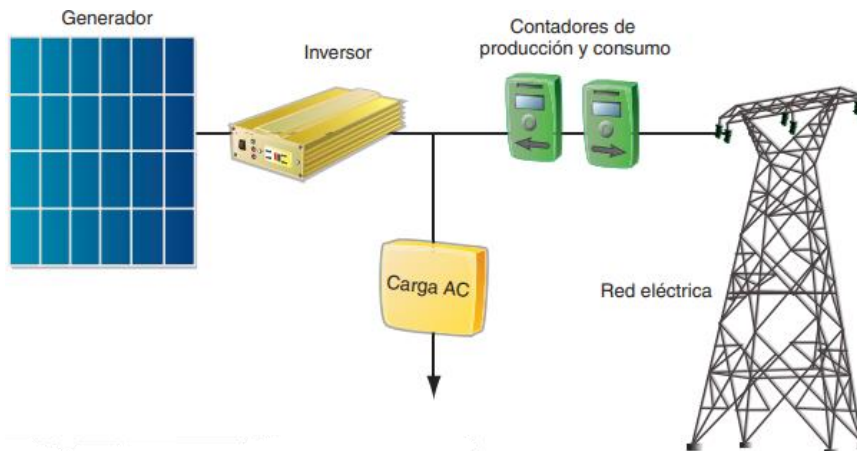 Generador
Inversor
Contadores de
producción y consumo
Carga AC
Red eléctrica